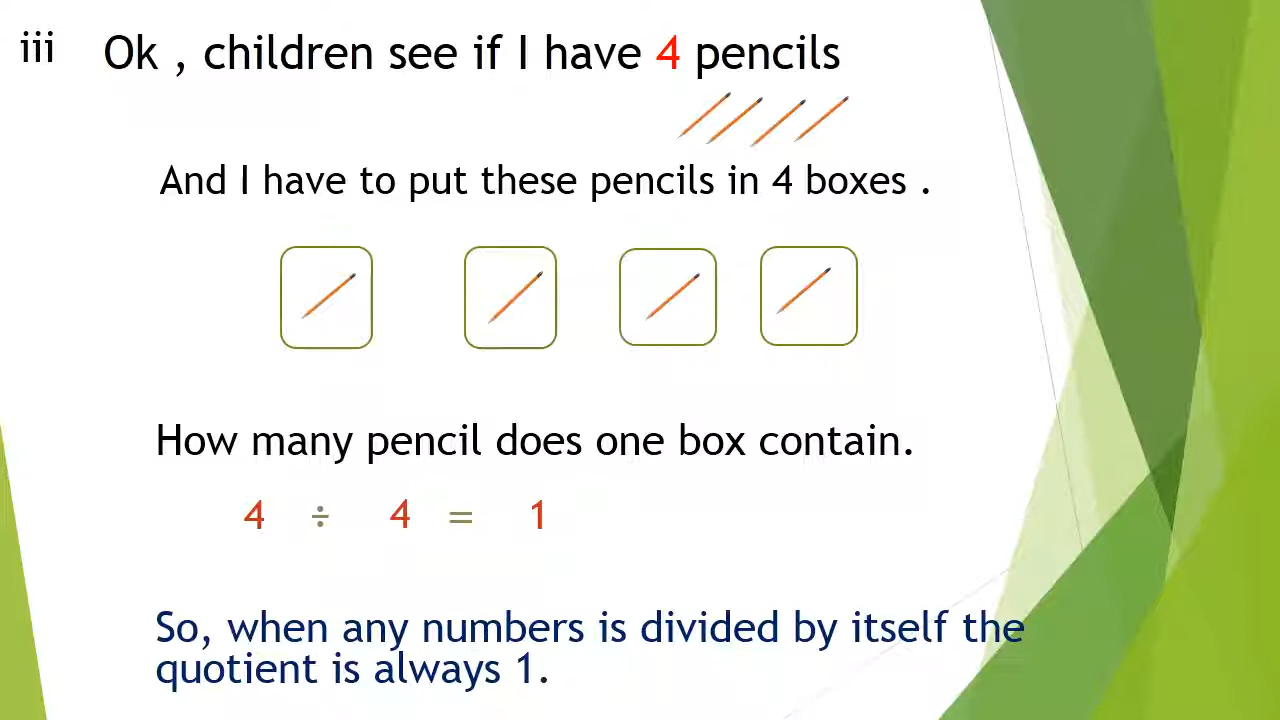 iii Ok , children see if I have 4 pencils
And I have to put these pencils in 4 boxes .
How many pencil does one box contain.
4 ÷ 4 = 1
So, when any numbers is divided by itself the
quotient is always 1.